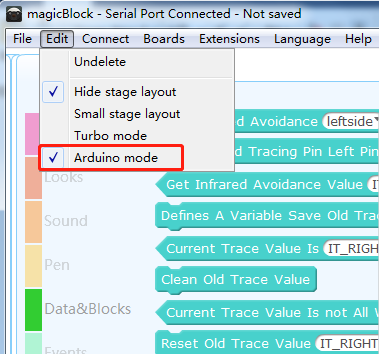 magicBlock - Serial Port Connected - Not saved
File Edit Connect Boards Extensions Language Help
Undelete
Hide stage layout
Small stage layout
Turbo mode
Arduino mode
d Avoidance leftside
d Tracing Pin Left Pin
Looks
Get Infrared Avoidance Value
Sound
Defines A Variable Save Old Trac
Pen
Current Trace Value Is IT_RIGH
Clean Old Trace Value
Data&Blocks
Current Trace Value is not All W
Events
Reset Old Trace Value IT_RIGHT